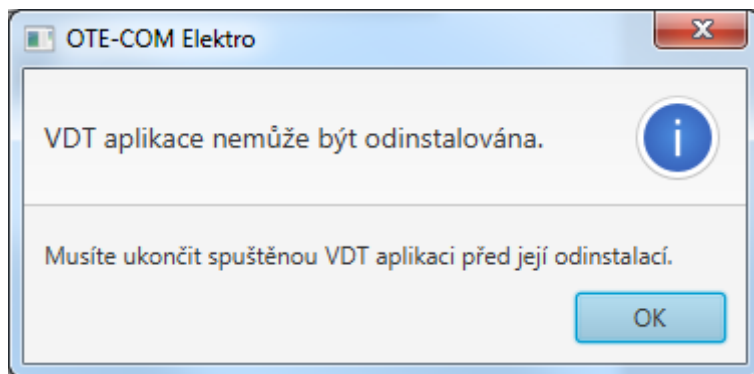 OTE-COM Elektro
VDT aplikace nemůže být odinstalována.
Musíte ukončit spuštěnou VDT aplikaci před její odinstalací.
OK